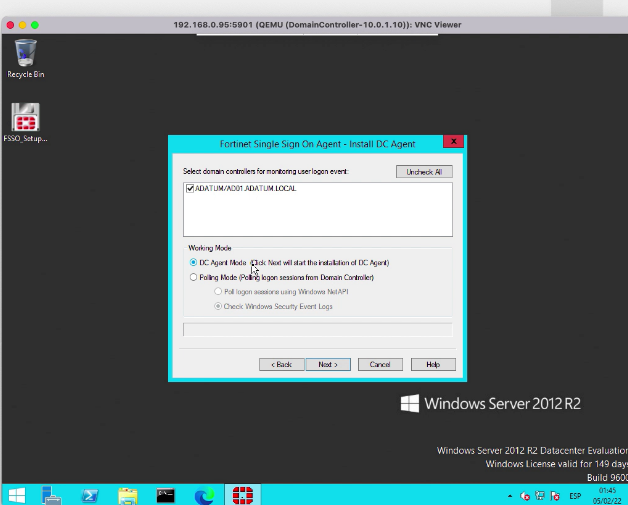 192.168.0.95:5901 (QEMU (DomainController-10.0.1.10)): VNC Viewer
Recycle Bin
FSSO_Setup...
Fortinet Single Sign On Agent - Install DC Agent
x
Select domain controllers for monitoring user logon event:
Uncheck All
ADATUM/AD01.ADATUM.LOCAL
Working Mode
DC Agent Mode (Click Next will start the installation of DC Agent)
Polling Mode (Polling logon sessions from Domain Controller)
Poll logon sessions using Windows NetAPI
Check Windows Security Event Logs
< Back
Next >
Cancel
Help
Windows Server 2012 R2
Windows Server 2012 R2 Datacenter Evaluation
Windows License valid for 149 days
Build 9600
ESP
01:45
05/02/22